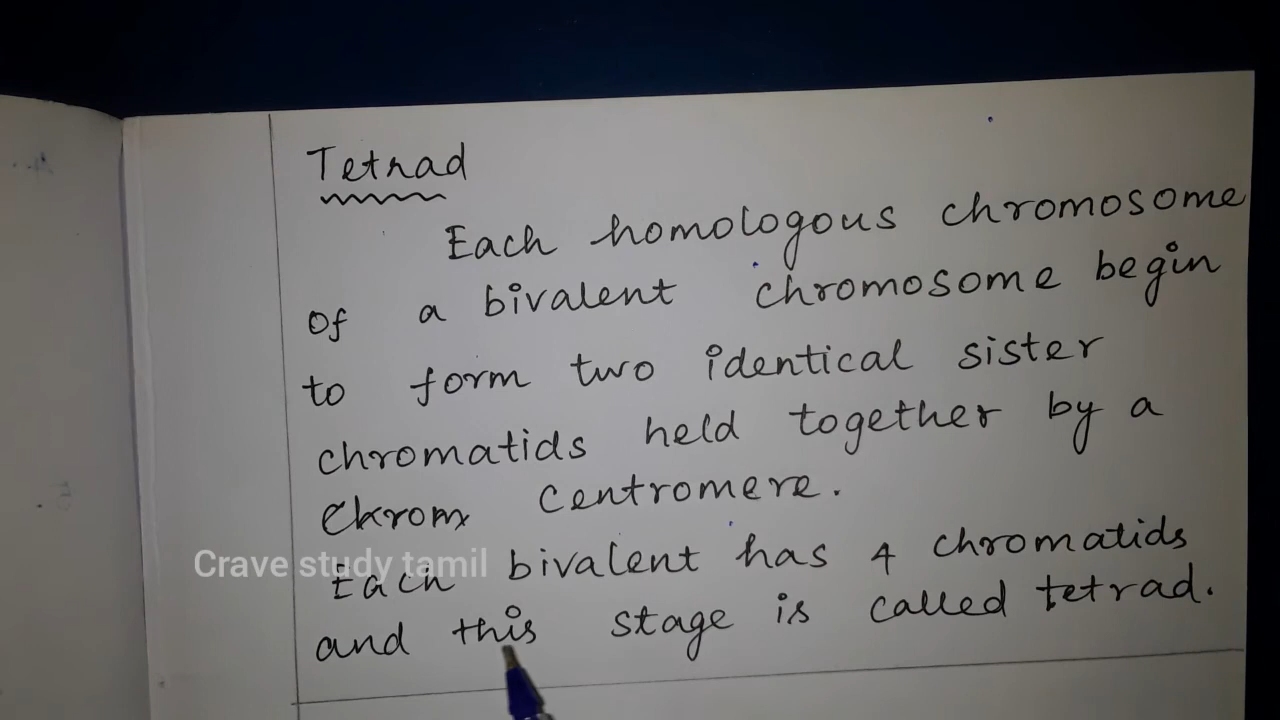 Tetrad
Each homologous chromosome
of a bivalent chromosome begin
to form two identical sister
chromatids held together by a
Chrom centromere.
Crave study tamil
Each bivalent has 4 chromatids
and this stage is called tetrad.